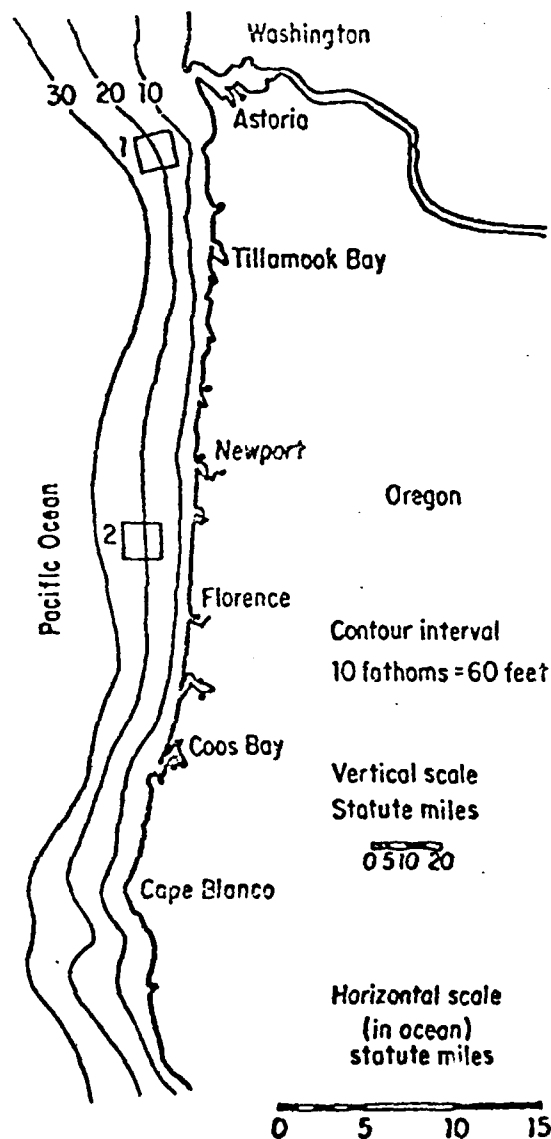 Washington
30
20
10
Astoria
1
Tillamook Bay
Newport
Oregon
Pacific Ocean
2
Florence
Contour interval
10 fathoms = 60 feet
Coos Bay
Vertical scale
Statute miles
0 5 10 20
Cape Blanco
Horizontal scale
(in ocean)
statute miles
0 5 10 15